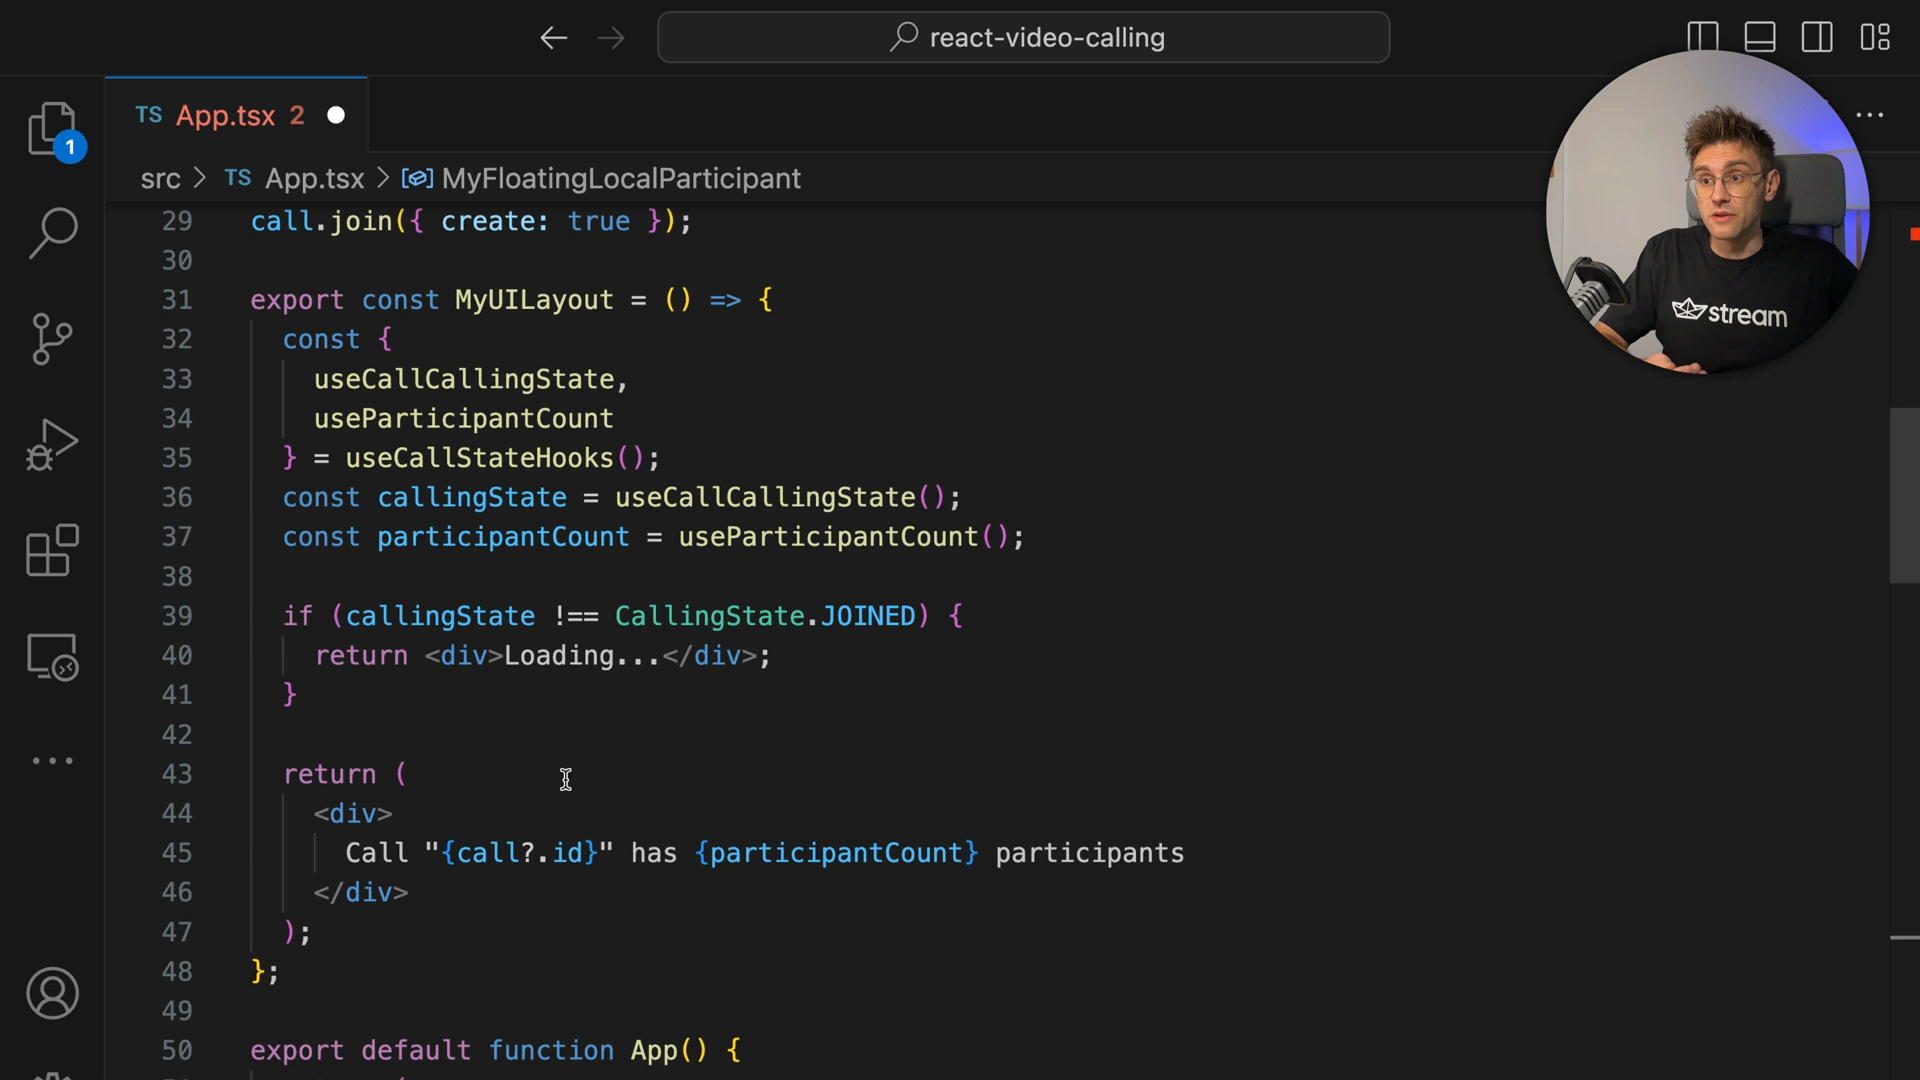 react-video-calling
TS App.tsx 2
1
src > TS App.tsx > MyFloatingLocalParticipant
stream
29 call.join({ create: true });
30
31 export const MyUILayout = () => {
32 const {
33 useCallCallingState,
34 useParticipantCount
35 } = useCallStateHooks();
36 const callingState = useCallCallingState();
37 const participantCount = useParticipantCount();
38
39 if (callingState !== CallingState.JOINED) {
40 return <div>Loading...</div>;
41 }
42
43 return (
44 <div>
45 Call "{call?.id}" has {participantCount} participants
46 </div>
47 );
48 };
49
50 export default function App() {